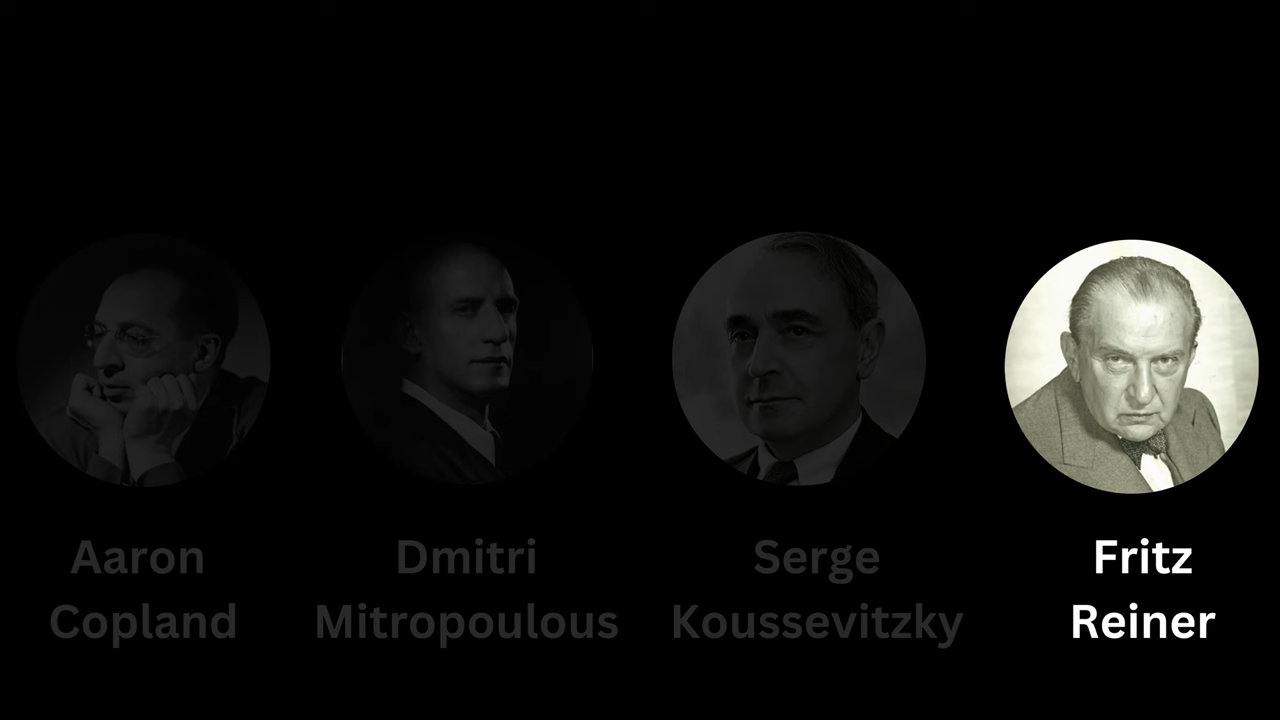 Aaron
Copland
Dmitri
Mitropoulous
Serge
Koussevitzky
Fritz
Reiner